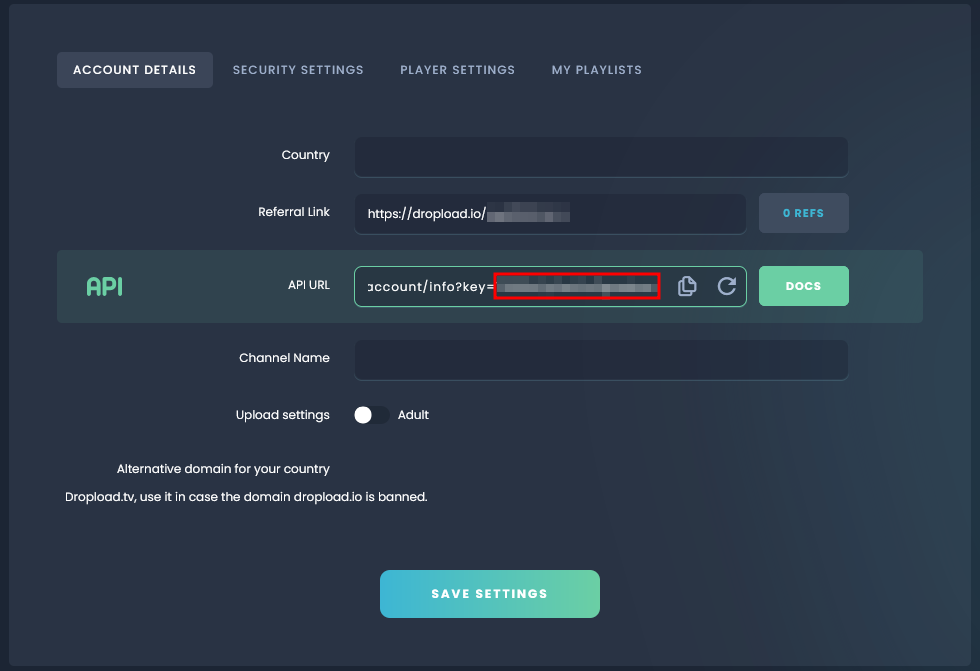 ACCOUNT DETAILS SECURITY SETTINGS PLAYER SETTINGS MY PLAYLISTS
Country
Referral Link https://dropload.io/ 0 REFS
API API URL account/info?key= DOCS
Channel Name
Upload settings Adult
Alternative domain for your country
Dropload.tv, use it in case the domain dropload.io is banned.
SAVE SETTINGS